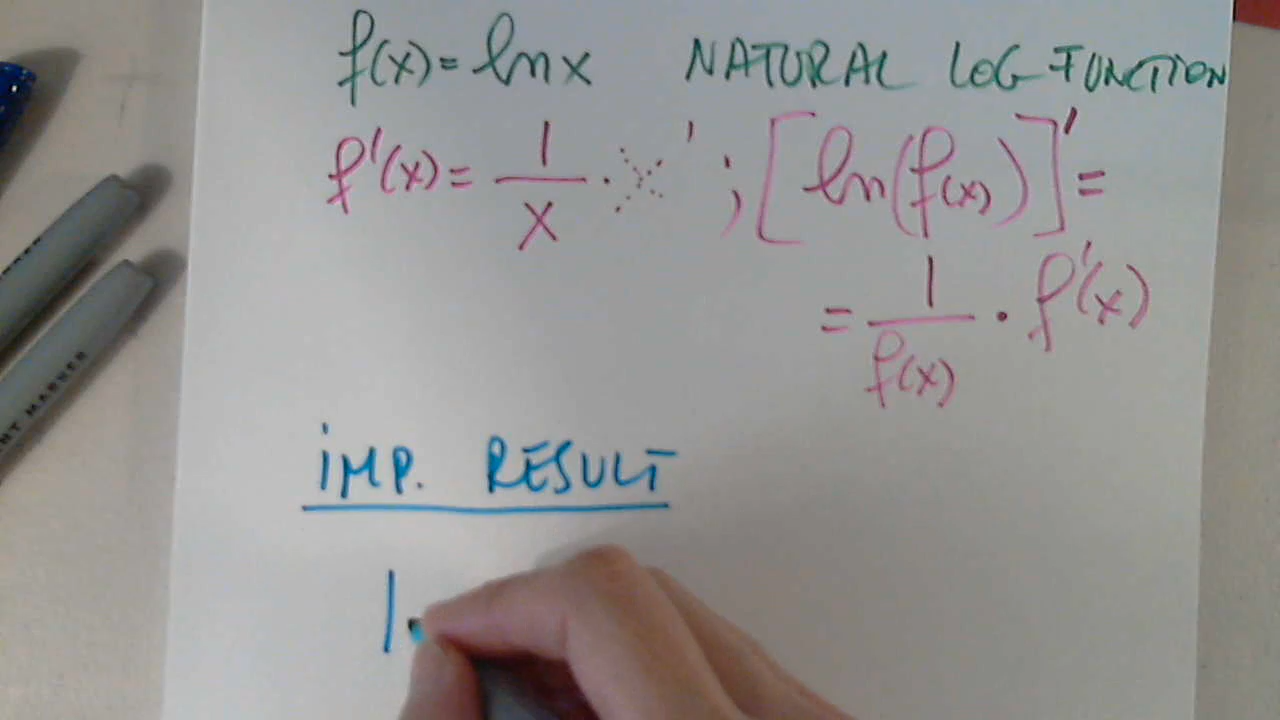 f(x) = ln x NATURAL LOG FUNCTION
f'(x) = 1/x · x' ; [ln(f(x))]' =
= 1/f(x) · f'(x)
IMP. RESULT